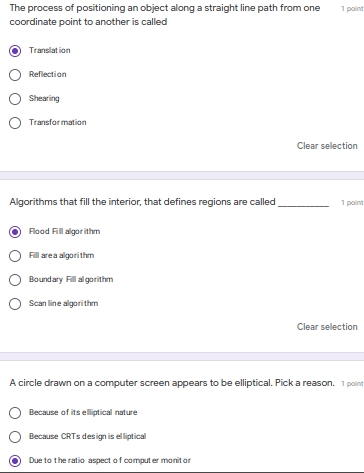 The process of positioning an object along a straight line path from one 1 point
coordinate point to another is called
Translation
Reflection
Shearing
Transformation
Clear selection
Algorithms that fill the interior, that defines regions are called __________ 1 point
Flood Fill algorithm
Fill area algorithm
Boundary Fill algorithm
Scan line algorithm
Clear selection
A circle drawn on a computer screen appears to be elliptical. Pick a reason. 1 point
Because of its elliptical nature
Because CRTs design is elliptical
Due to the ratio aspect of computer monitor